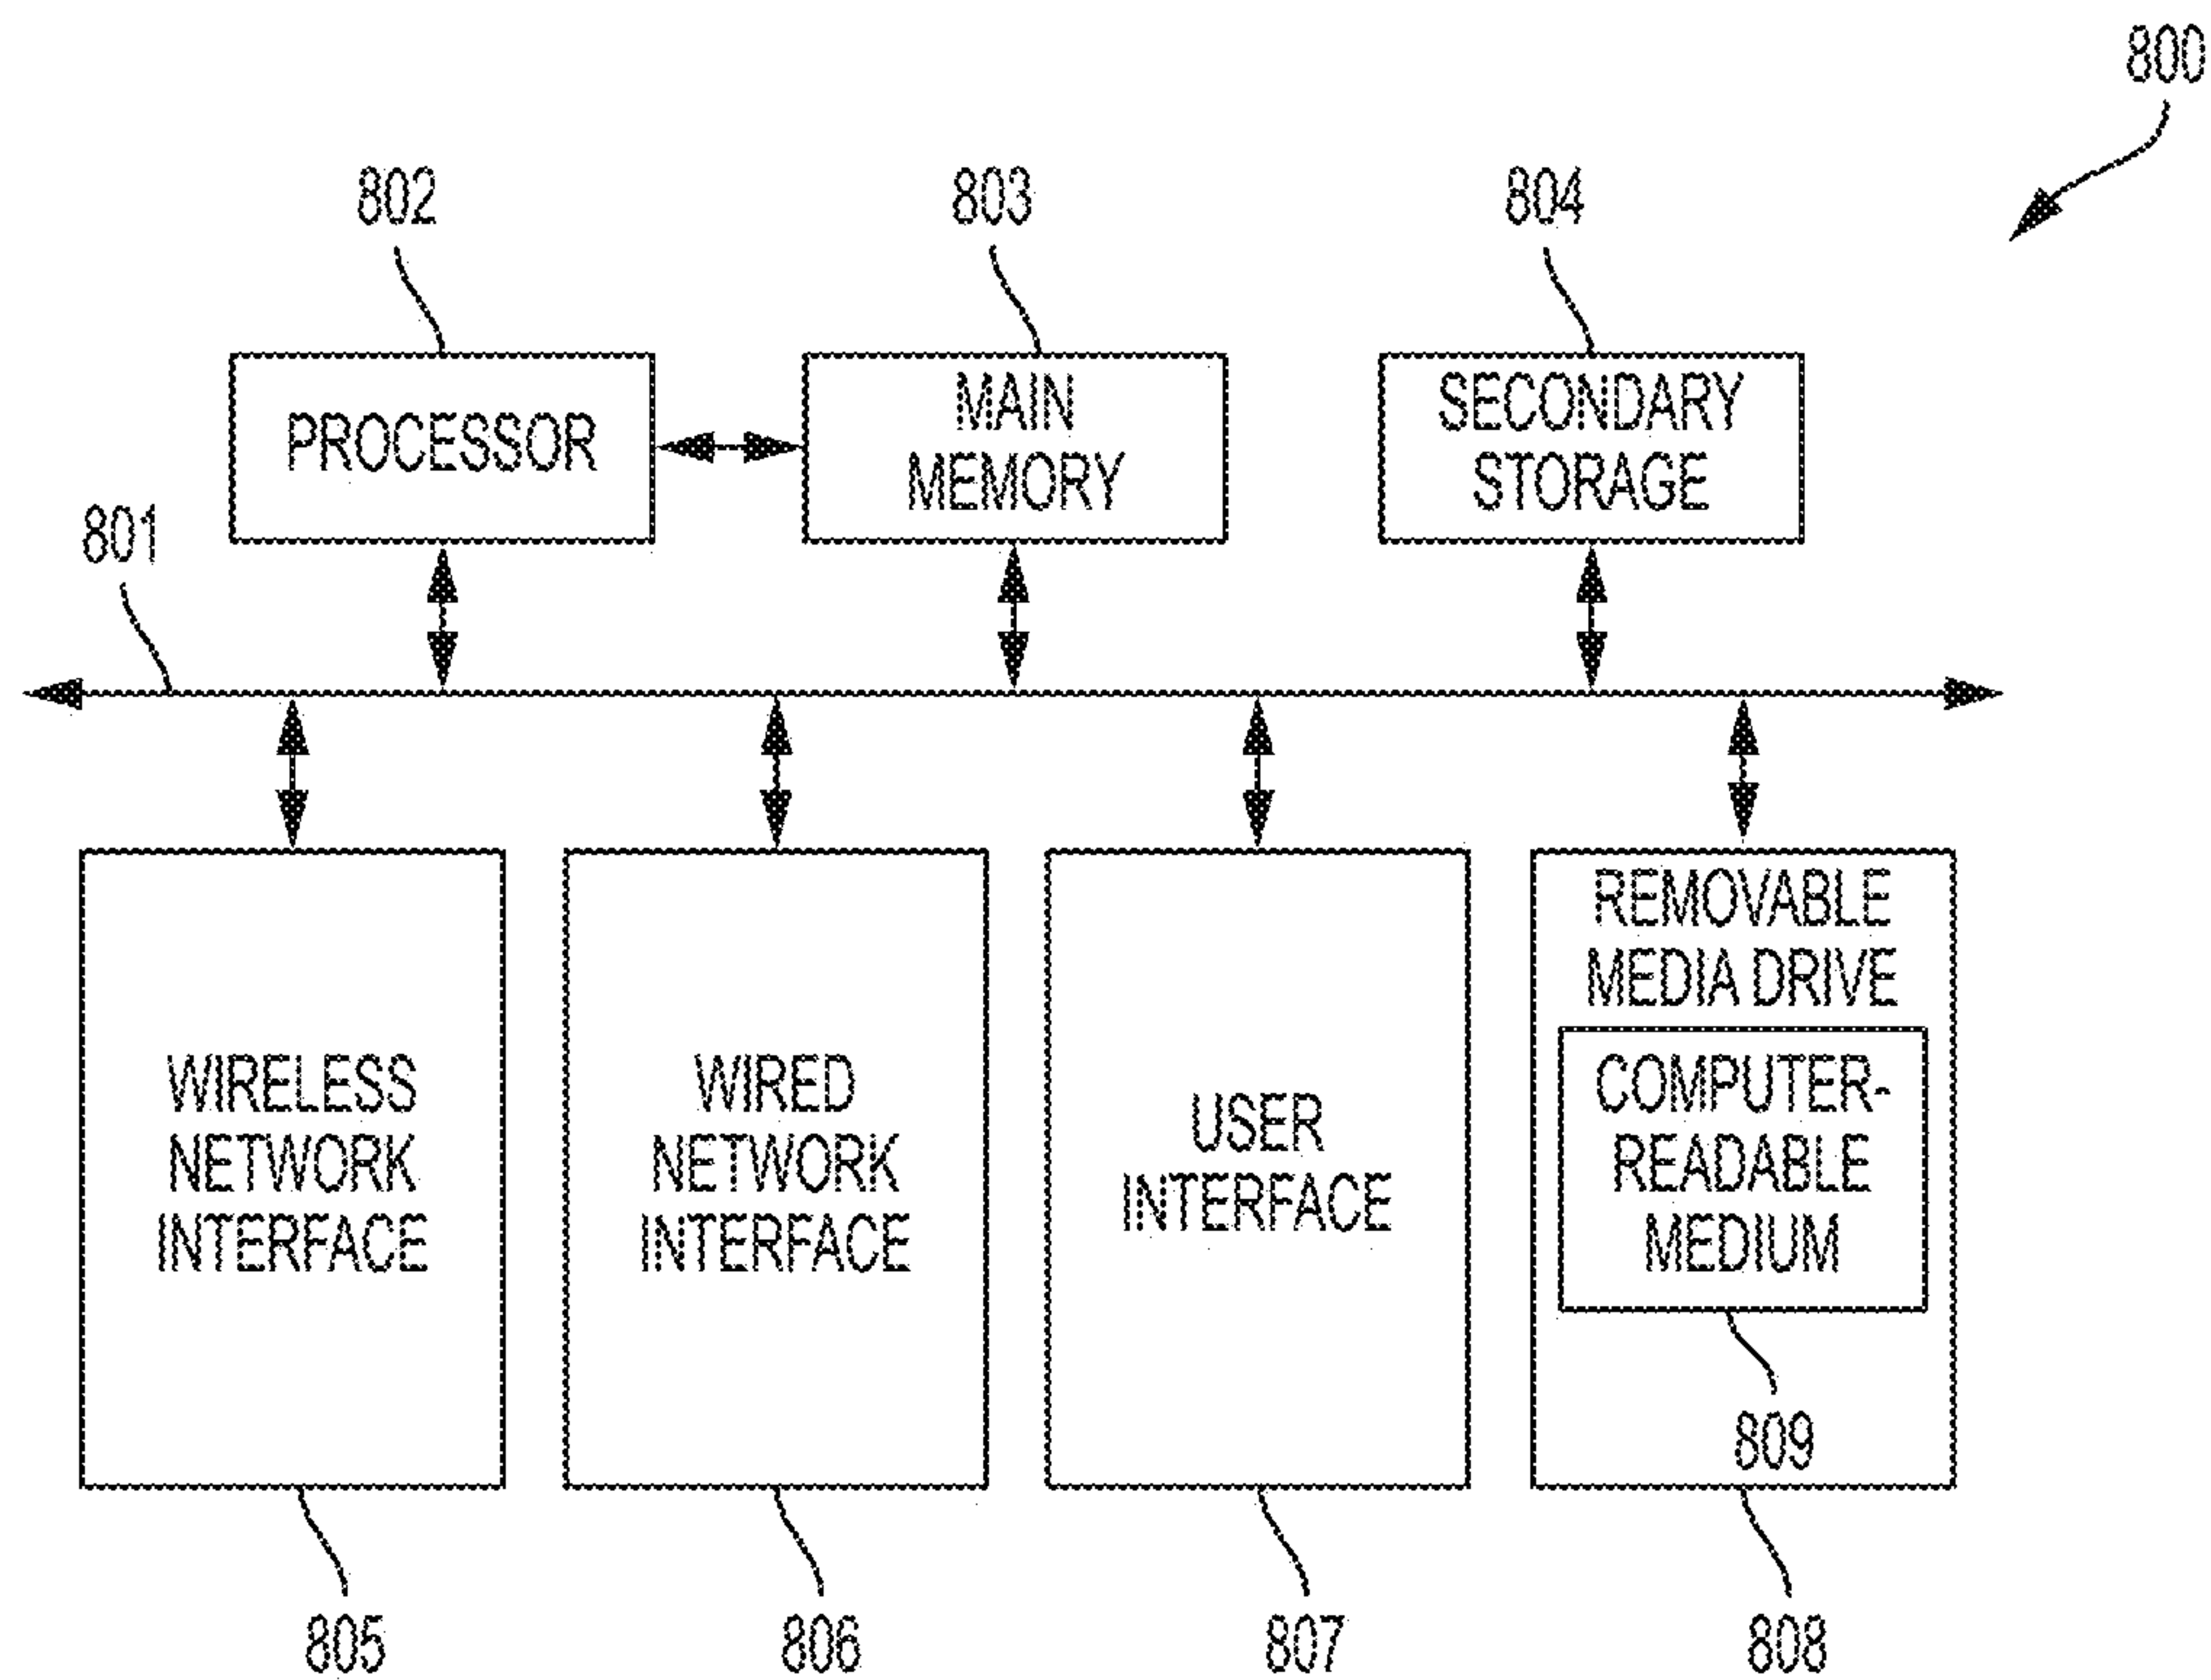 800
802
803
804
PROCESSOR
MAIN
MEMORY
SECONDARY
STORAGE
801
WIRELESS
NETWORK
INTERFACE
WIRED
NETWORK
INTERFACE
USER
INTERFACE
REMOVABLE
MEDIA DRIVE
COMPUTER-
READABLE
MEDIUM
809
805
806
807
808